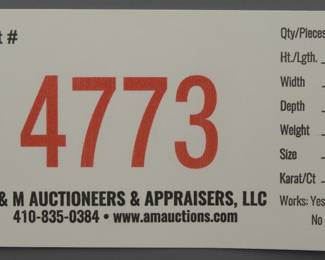 t #
4773
& M AUCTIONEERS & APPRAISERS, LLC
410-835-0384 • www.amauctions.com
Qty/Pieces
Ht./Lgth.
Width
Depth
Weight
Size
Karat/Ct
Works: Yes
No